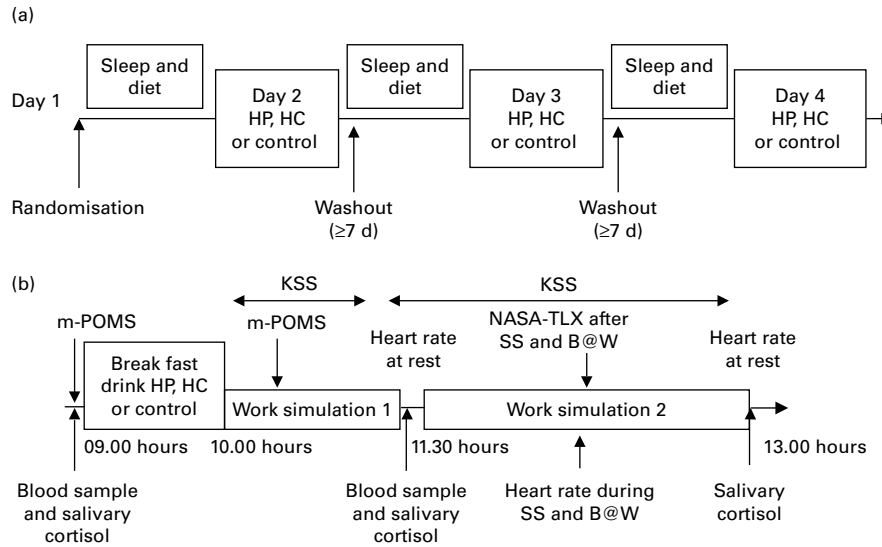 (a)
Sleep and
diet
Sleep and
diet
Sleep and
diet
Day 1
Day 2
HP, HC
or control
Day 3
HP, HC
or control
Day 4
HP, HC
or control
Randomisation
Washout
(≥7 d)
Washout
(≥7 d)
(b)
KSS
KSS
m-POMS
m-POMS
Heart rate
at rest
NASA-TLX after
SS and B@W
Heart rate
at rest
Break fast
drink HP, HC
or control
Work simulation 1
Work simulation 2
09.00 hours
10.00 hours
11.30 hours
13.00 hours
Blood sample
and salivary
cortisol
Blood sample
and salivary
cortisol
Heart rate during
SS and B@W
Salivary
cortisol